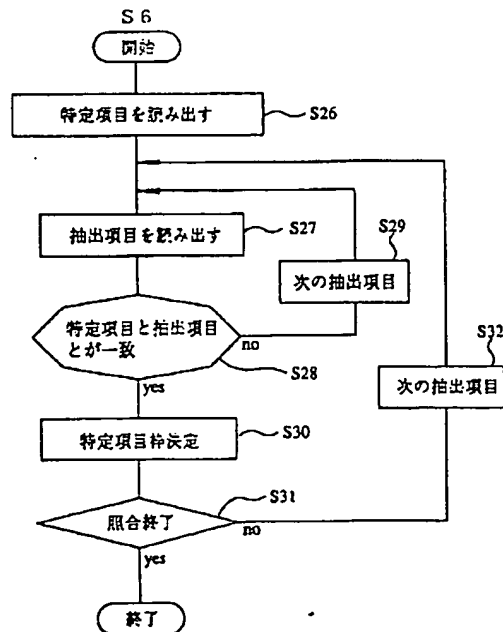 S 6
開始
特定項目を読み出す
S26
抽出項目を読み出す
S27
S29
次の抽出項目
特定項目と抽出項目
とが一致
no
S28
yes
S32
次の抽出項目
特定項目枠決定
S30
照合終了
S31
no
yes
終了